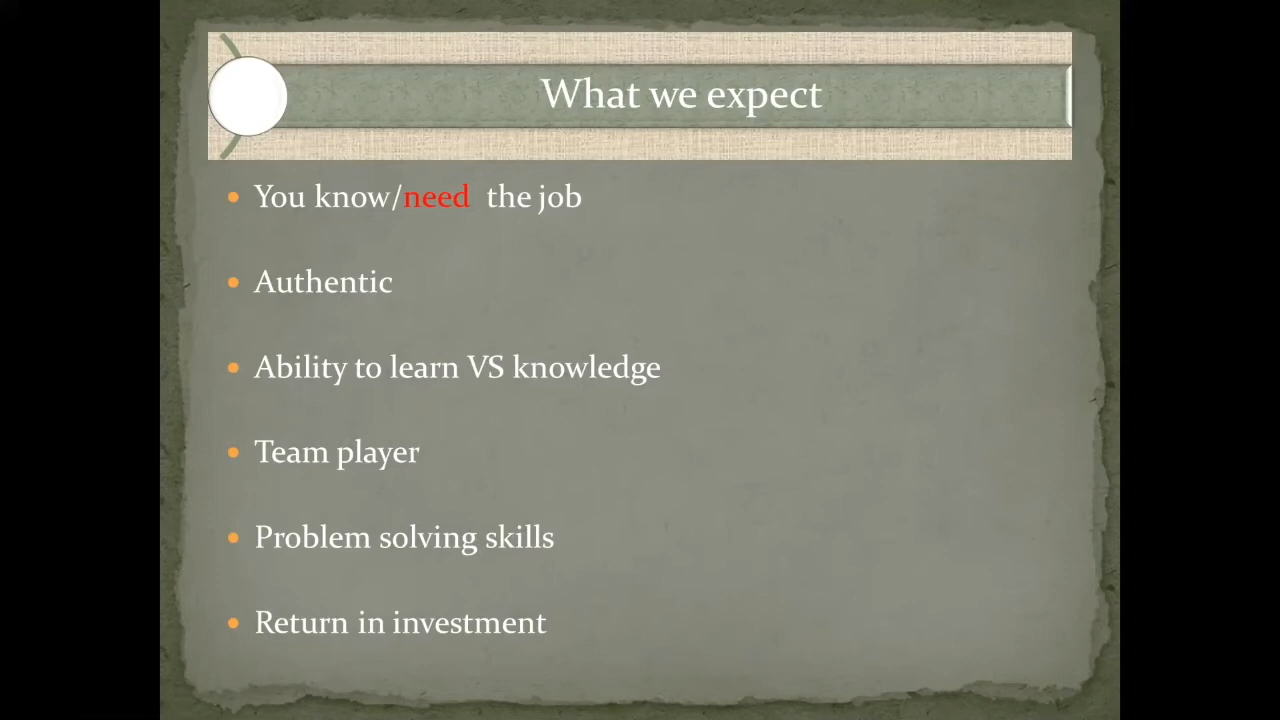 What we expect
• You know/need the job
• Authentic
• Ability to learn VS knowledge
• Team player
• Problem solving skills
• Return in investment